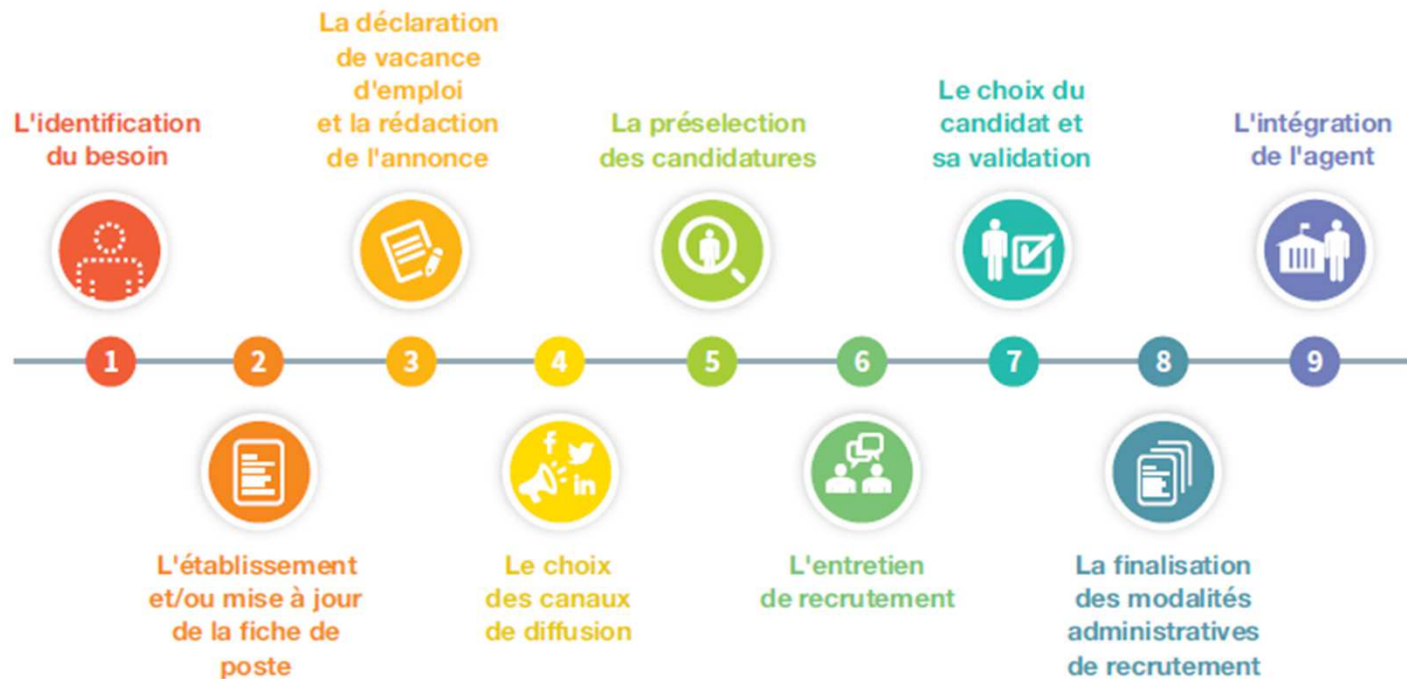 L'identification
du besoin
La déclaration
de vacance
d'emploi
et la rédaction
de l'annonce
La préselection
des candidatures
Le choix du
candidat et
sa validation
L'intégration
de l'agent
1
2
3
4
5
6
7
8
9
f
in
L'établissement
et/ou mise à jour
de la fiche de
poste
Le choix
des canaux
de diffusion
L'entretien
de recrutement
La finalisation
des modalités
administratives
de recrutement